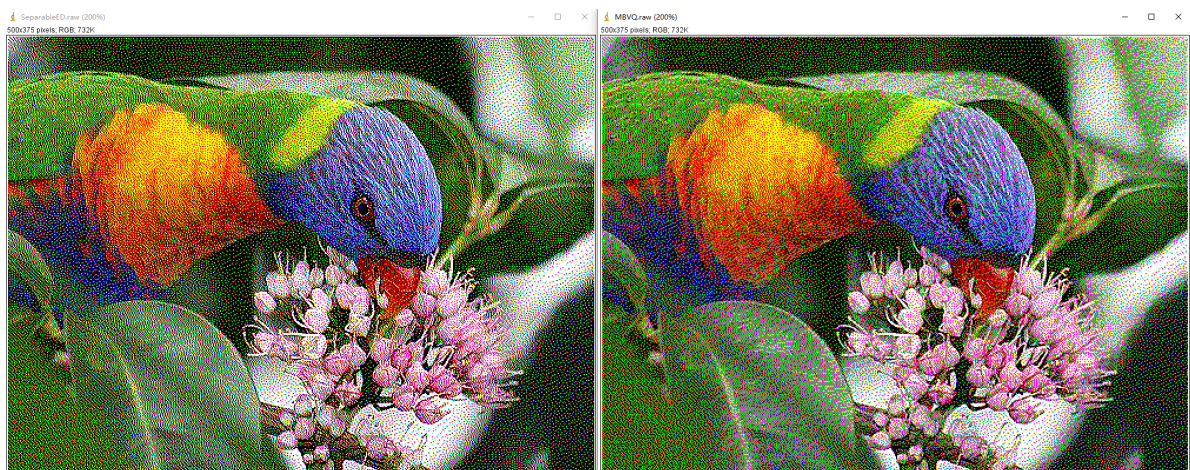 SeparableED.raw (200%)
500x375 pixels; RGB; 732K
MBVQ.raw (200%)
500x375 pixels; RGB; 732K